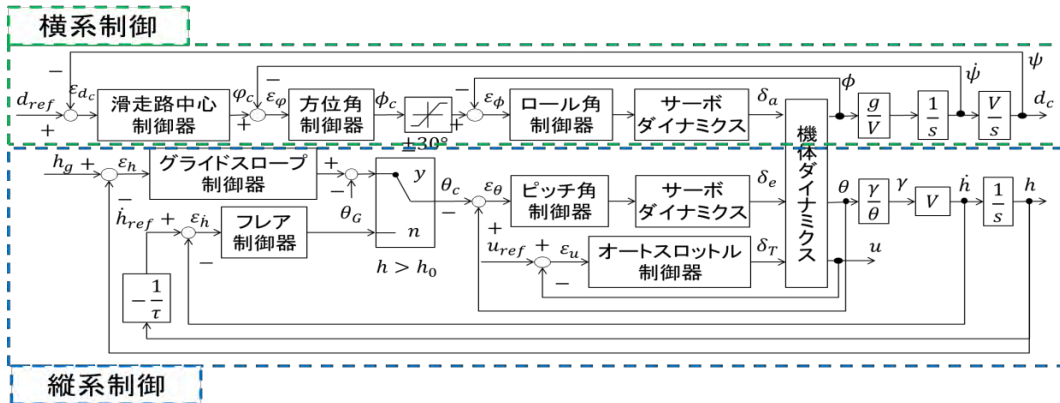 横系制御
d_ref
+
−
ε_{d_c}
滑走路中心
制御器
φ_c
+
−
ε_φ
方位角
制御器
ϕ_c
±30°
+
−
ε_ϕ
ロール角
制御器
サーボ
ダイナミクス
δ_a
機体ダイナミクス
ϕ
g/V
1/s
ψ̇
V/s
ψ
ψ
d_c
h_g
+
−
ε_h
グライドスロープ
制御器
+
−
θ_G
y
n
h > h_0
θ_c
−
+
ε_θ
ピッチ角
制御器
サーボ
ダイナミクス
δ_e
θ
γ/θ
γ
V
ḣ
1/s
h
ḣ_ref
+
−
ε_ḣ
フレア
制御器
u_ref
+
−
ε_u
オートスロットル
制御器
δ_T
u
−1/τ
縦系制御